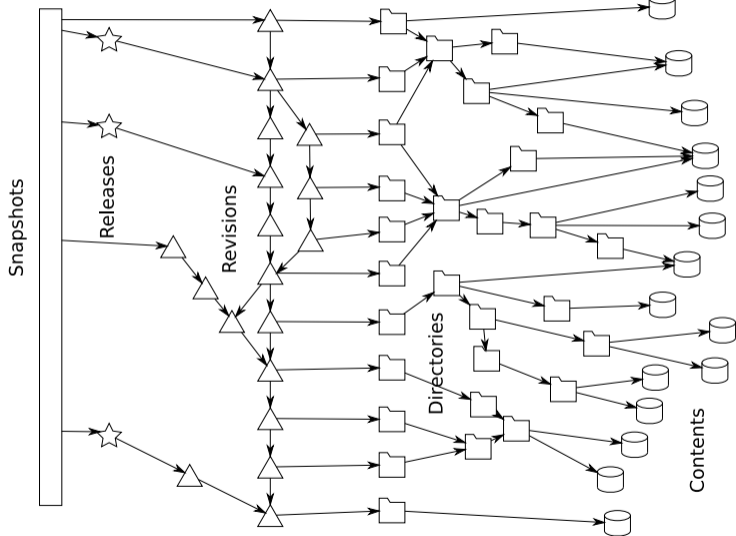 Snapshots
Releases
Revisions
Directories
Contents